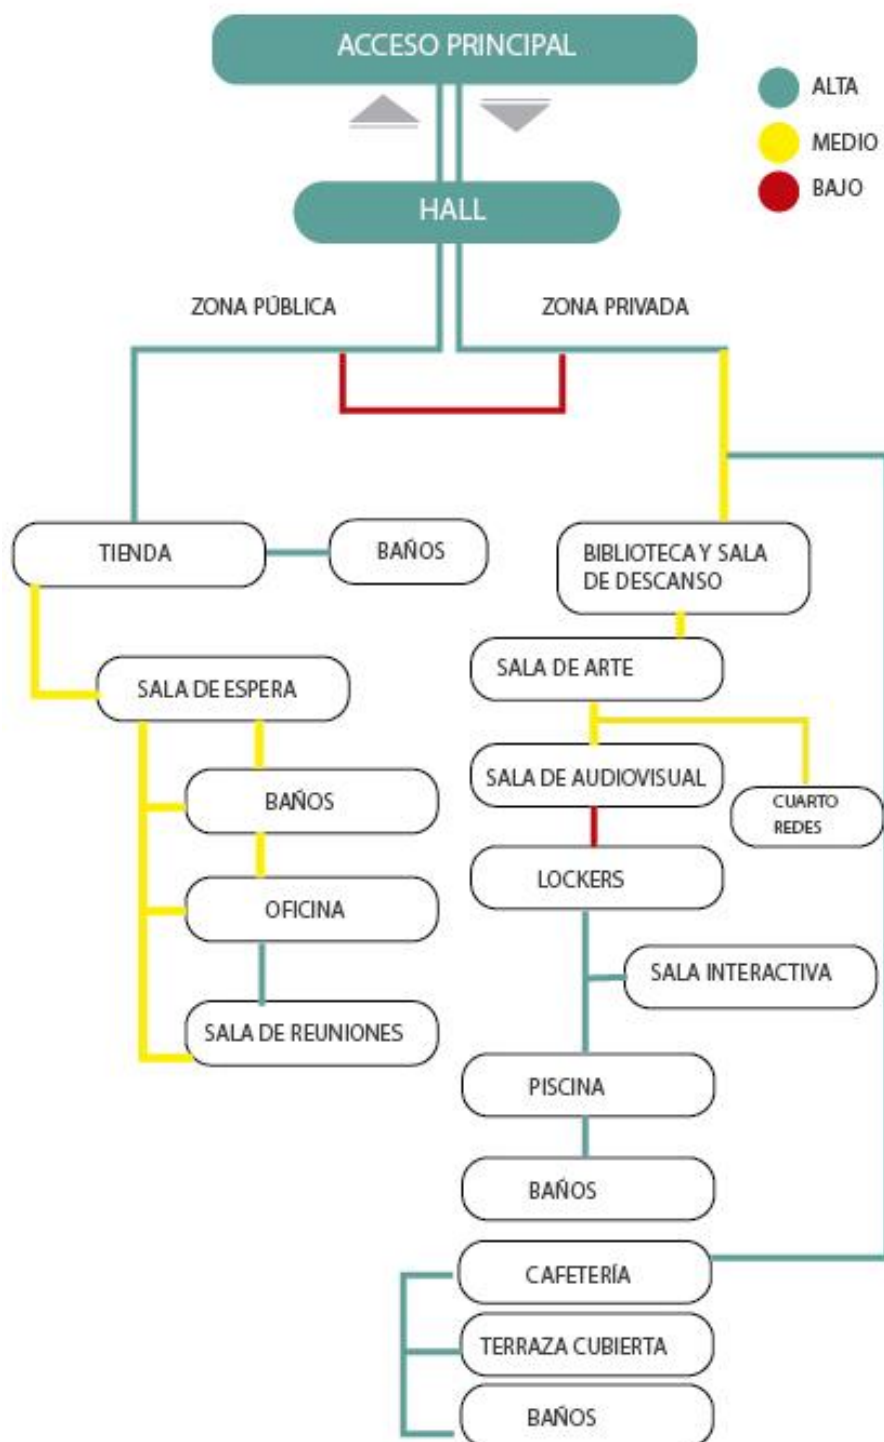 ACCESO PRINCIPAL
ALTA
MEDIO
BAJO
HALL
ZONA PÚBLICA
ZONA PRIVADA
TIENDA
BAÑOS
BIBLIOTECA Y SALA
DE DESCANSO
SALA DE ESPERA
SALA DE ARTE
BAÑOS
SALA DE AUDIOVISUAL
CUARTO
REDES
OFICINA
LOCKERS
SALA INTERACTIVA
SALA DE REUNIONES
PISCINA
BAÑOS
CAFETERÍA
TERRAZA CUBIERTA
BAÑOS